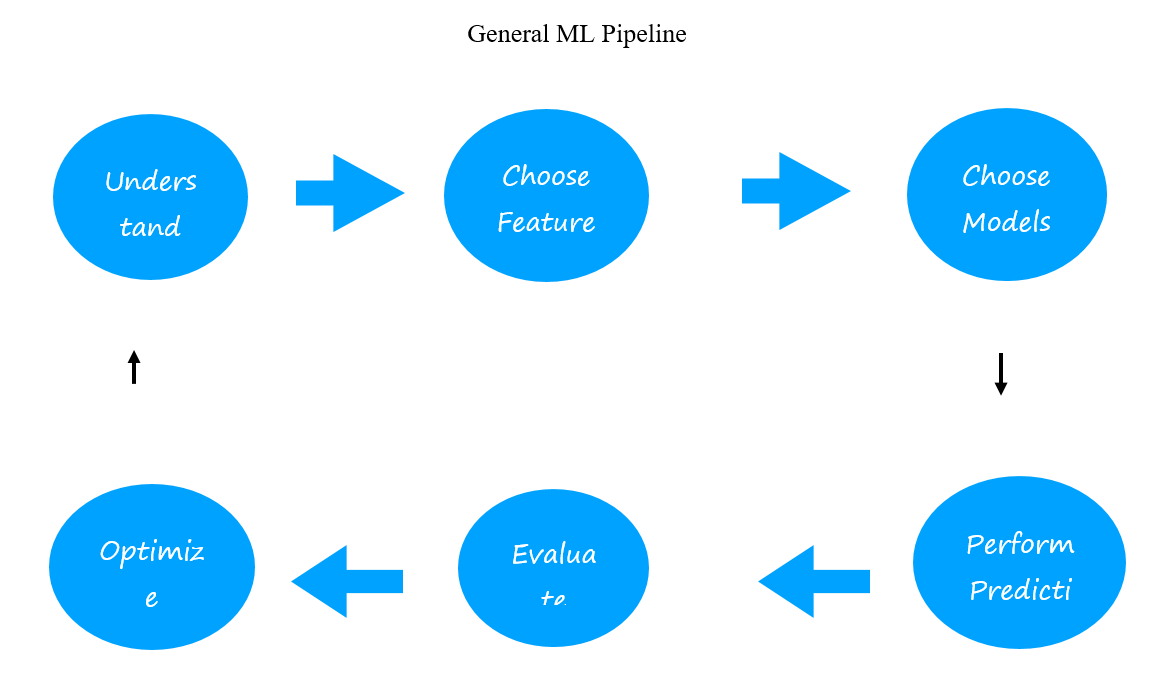 General ML Pipeline
Unders
tand
Choose
Feature
Choose
Models
Optimiz
e
Evalua
te
Perform
Predicti